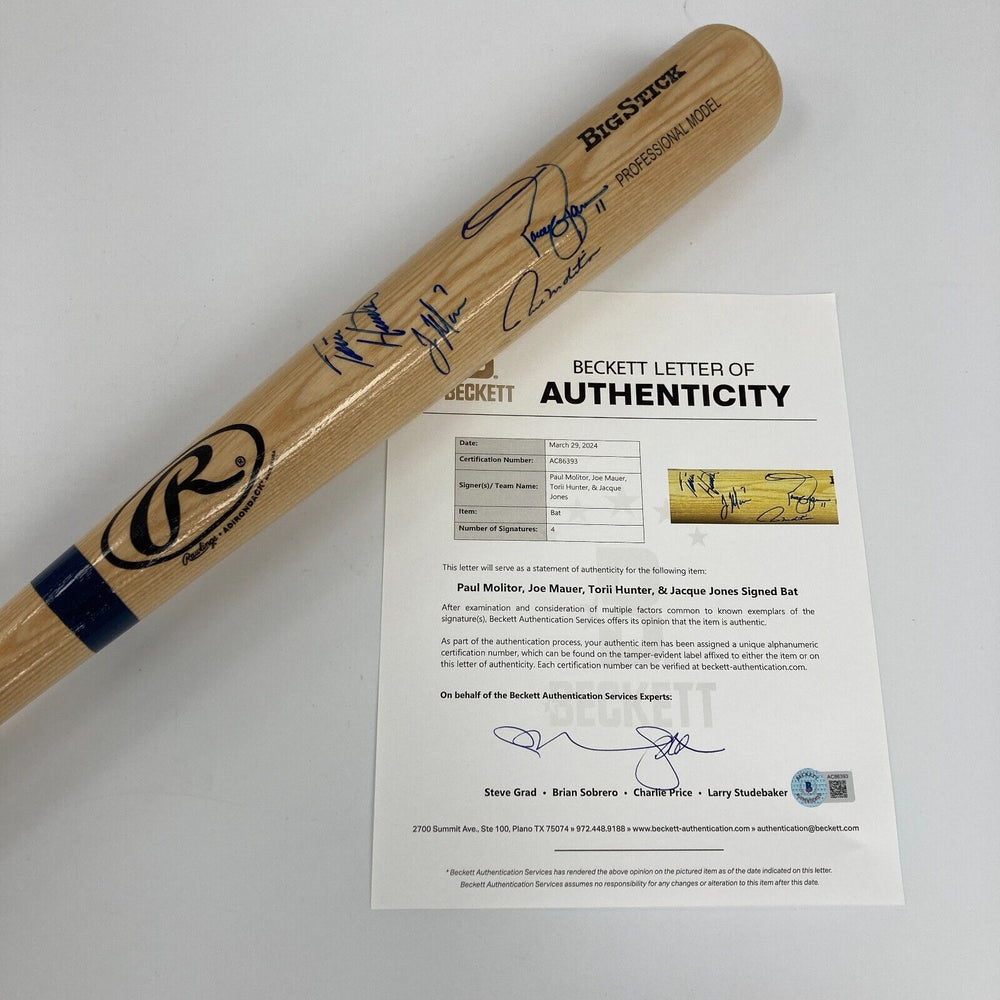 BIG STICK
PROFESSIONAL MODEL
11
7
R
®
Rawlings • ADIRONDACK
BECKETT
BECKETT LETTER OF
AUTHENTICITY
Date: March 29, 2024
Certification Number: AC86393
Signer(s)/ Team Name: Paul Molitor, Joe Mauer,
Torii Hunter, & Jacque
Jones
Item: Bat
Number of Signatures: 4
This letter will serve as a statement of authenticity for the following item:
Paul Molitor, Joe Mauer, Torii Hunter, & Jacque Jones Signed Bat
After examination and consideration of multiple factors common to known exemplars of the
signature(s), Beckett Authentication Services offers its opinion that the item is authentic.
As part of the authentication process, your authentic item has been assigned a unique alphanumeric
certification number, which can be found on the tamper-evident label affixed to either the item or on
this letter of authenticity. Each certification number can be verified at beckett-authentication.com.
On behalf of the Beckett Authentication Services Experts:
BECKETT
Steve Grad • Brian Sobrero • Charlie Price • Larry Studebaker
BECKETT
AC86393
2700 Summit Ave., Ste 100, Plano TX 75074 » 972.448.9188 » www.beckett-authentication.com » authentication@beckett.com
* Beckett Authentication Services has rendered the above opinion on the pictured item as of the date indicated on this letter.
Beckett Authentication Services assumes no responsibility for any changes or alteration to this item after this date.